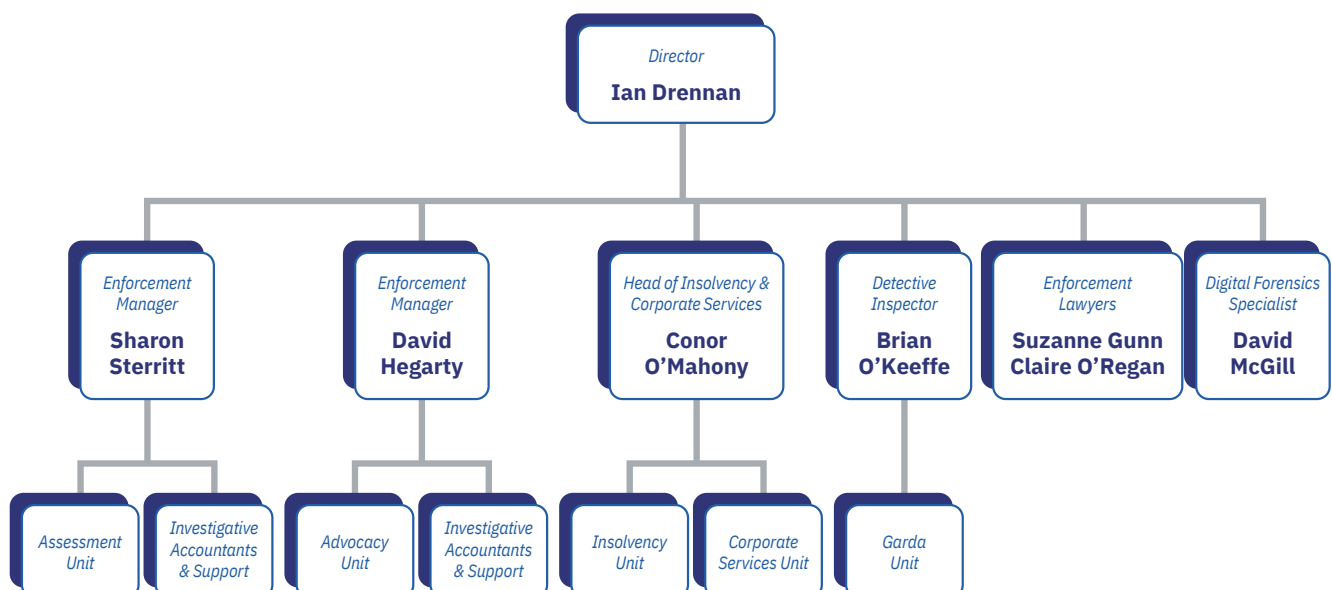 Director
Ian Drennan
Enforcement
Manager
Sharon
Sterritt
Enforcement
Manager
David
Hegarty
Head of Insolvency &
Corporate Services
Conor
O’Mahony
Detective
Inspector
Brian
O’Keeffe
Enforcement
Lawyers
Suzanne Gunn
Claire O’Regan
Digital Forensics
Specialist
David
McGill
Assessment
Unit
Investigative
Accountants
& Support
Advocacy
Unit
Investigative
Accountants
& Support
Insolvency
Unit
Corporate
Services Unit
Garda
Unit